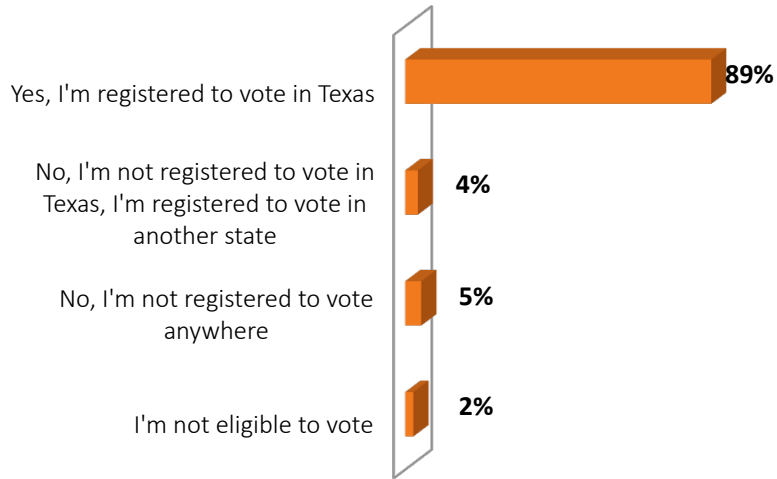 Yes, I'm registered to vote in Texas
89%
No, I'm not registered to vote in
Texas, I'm registered to vote in
another state
4%
No, I'm not registered to vote
anywhere
5%
I'm not eligible to vote
2%